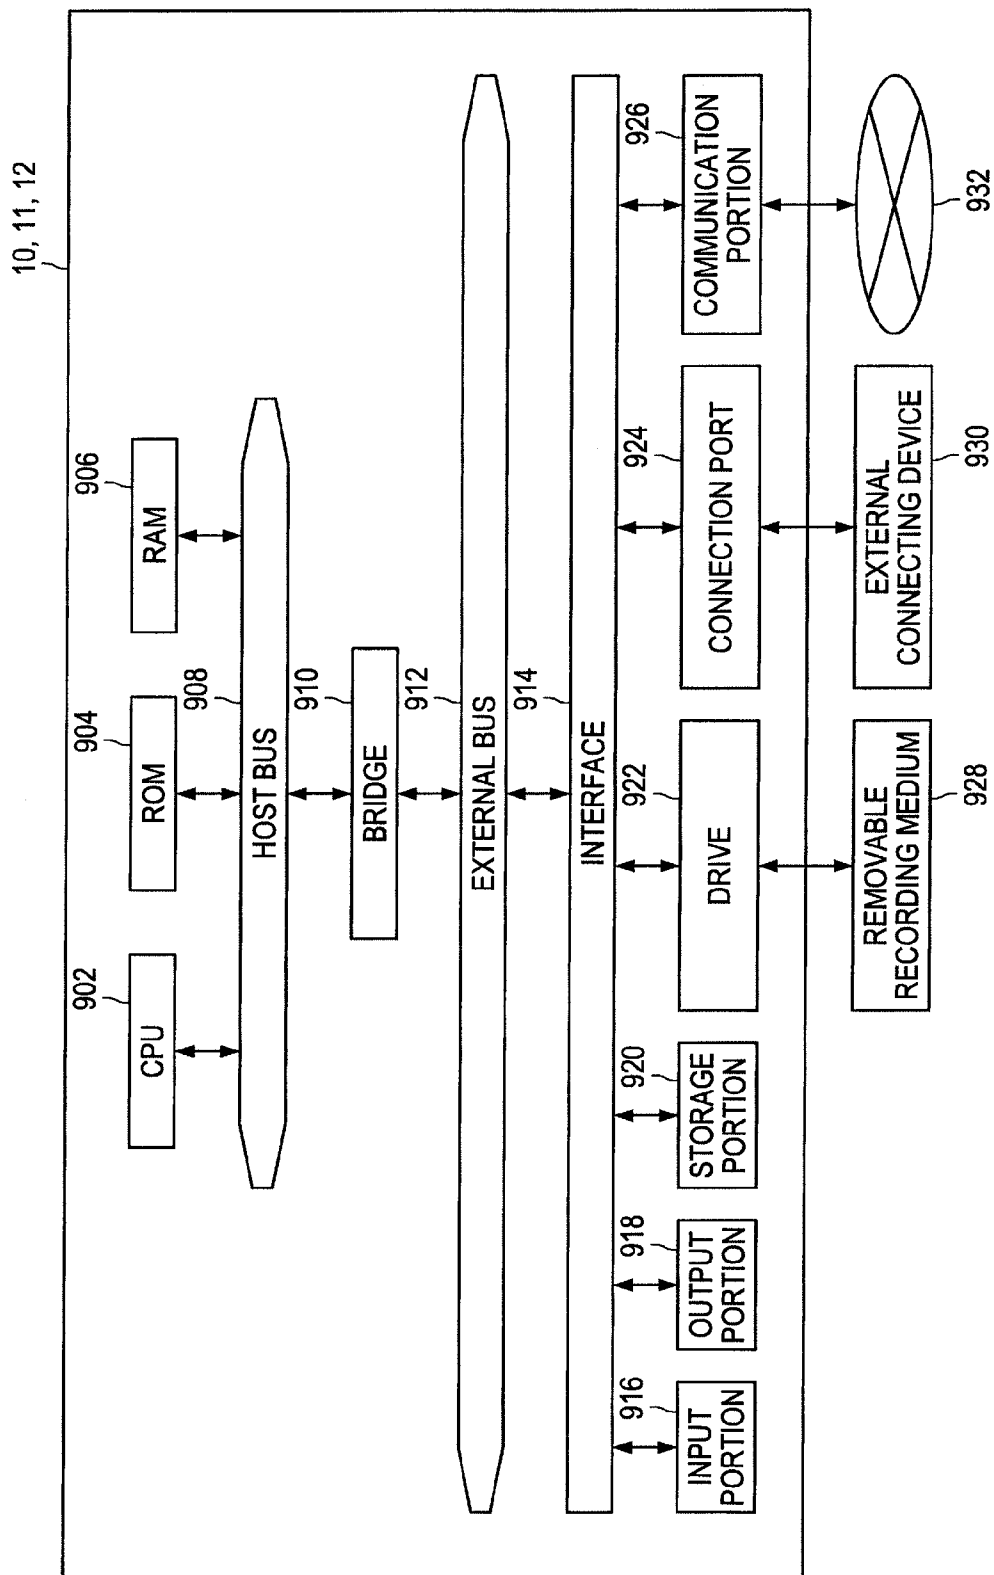 10, 11, 12
902
904
906
CPU
ROM
RAM
908
HOST BUS
910
BRIDGE
912
EXTERNAL BUS
914
INTERFACE
916
918
920
922
924
926
INPUT
PORTION
OUTPUT
PORTION
STORAGE
PORTION
DRIVE
CONNECTION PORT
COMMUNICATION
PORTION
REMOVABLE
RECORDING MEDIUM
EXTERNAL
CONNECTING DEVICE
928
930
932